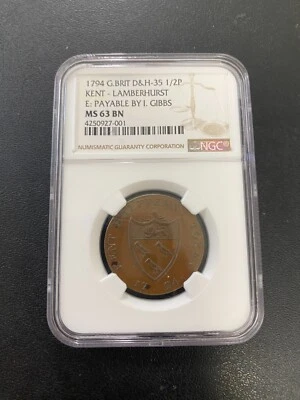 1794 G.BRIT D&H-35 1/2P
KENT - LAMBERHURST
E: PAYABLE BY I. GIBBS
MS 63 BN
4250927-001
NUMISMATIC GUARANTY CORPORATION
NGC®